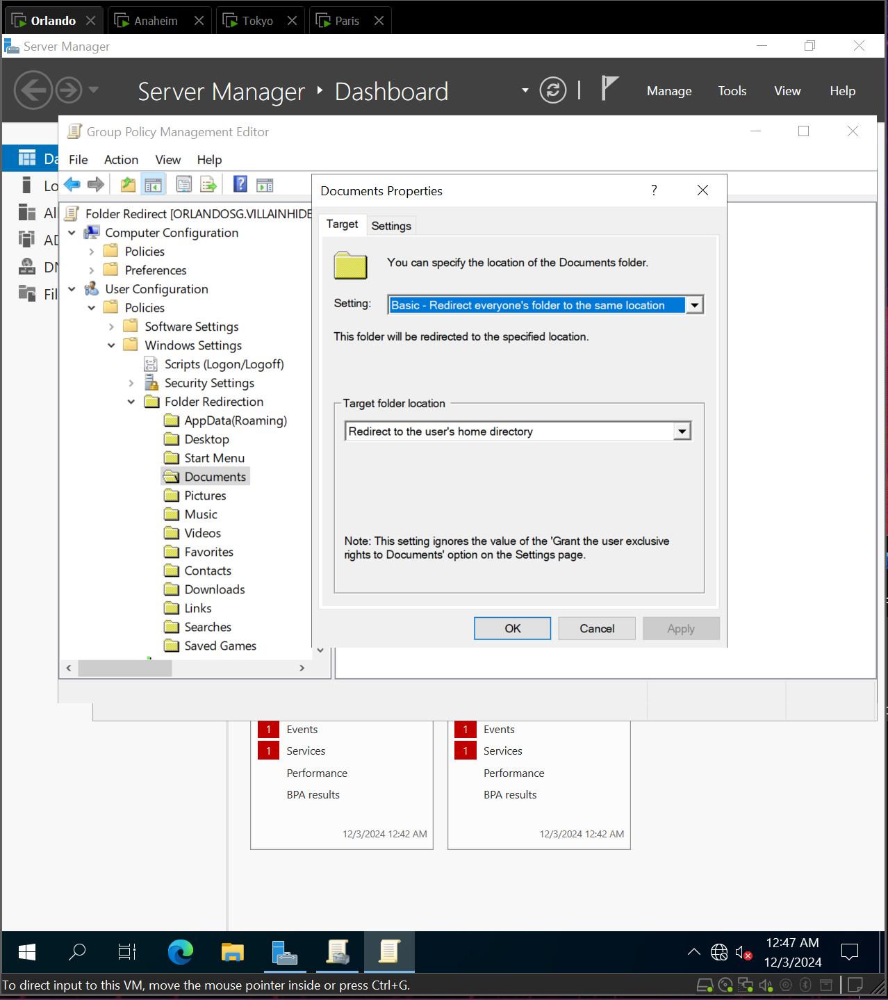 Orlando
Anaheim
Tokyo
Paris
Server Manager
Server Manager
Dashboard
Manage
Tools
View
Help
Group Policy Management Editor
File
Action
View
Help
Documents Properties
?
Da
Lo
Al
AD
DN
Fil
Folder Redirect [ORLANDOSG.VILLAINHIDE
Computer Configuration
Policies
Preferences
User Configuration
Policies
Software Settings
Windows Settings
Scripts (Logon/Logoff)
Security Settings
Folder Redirection
AppData(Roaming)
Desktop
Start Menu
Documents
Pictures
Music
Videos
Favorites
Contacts
Downloads
Links
Searches
Saved Games
Target
Settings
You can specify the location of the Documents folder.
Setting:
Basic - Redirect everyone's folder to the same location
This folder will be redirected to the specified location.
Target folder location
Redirect to the user's home directory
Note: This setting ignores the value of the 'Grant the user exclusive
rights to Documents' option on the Settings page.
OK
Cancel
Apply
1 Events
1 Services
Performance
BPA results
12/3/2024 12:42 AM
1 Events
1 Services
Performance
BPA results
12/3/2024 12:42 AM
12:47 AM
12/3/2024
To direct input to this VM, move the mouse pointer inside or press Ctrl+G.